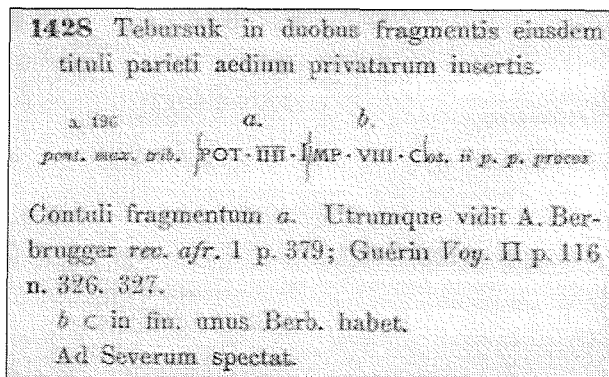 1428 Tebursuk in duobus fragmentis eiusdem
tituli parieti aedium privatarum insertis.
a. 196 a. b.
pont. max. trib. POT · IIII · IMP · VIII · Cos. ii p. p. procos
Contuli fragmentum a. Utrumque vidit A. Ber-
brugger rev. afr. 1 p. 379; Guérin Voy. II p. 116
n. 326. 327.
b C in fin. unus Berb. habet.
Ad Severum spectat.